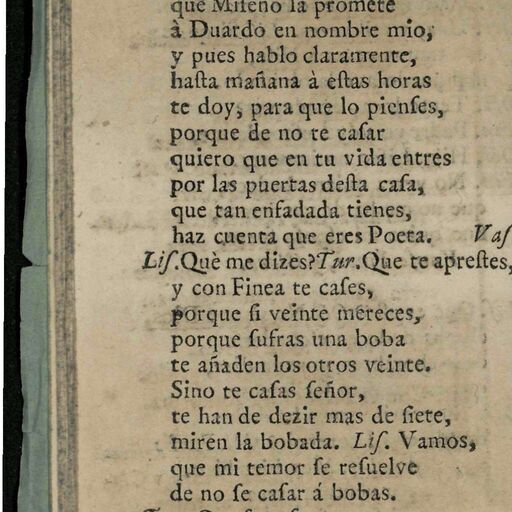 que Miseno la promete
à Duardo en nombre mio,
y pues hablo claramente,
haſta mañana à eſtas horas
te doy, para que lo pienſes,
porque de no te caſar
quiero que en tu vida entres
por las puertas deſta caſa,
que tan enfadada tienes,
haz cuenta que eres Poeta. Vaſ
Liſ.Què me dizes?Tur.Que te apreſtes,
y con Finea te caſes,
porque ſi veinte mereces,
porque ſufras una boba
te añaden los otros veinte.
Sino te caſas ſeñor,
te han de dezir mas de ſiete,
miren la bobada. Liſ. Vamos,
que mi temor ſe reſuelve
de no ſe caſar á bobas.